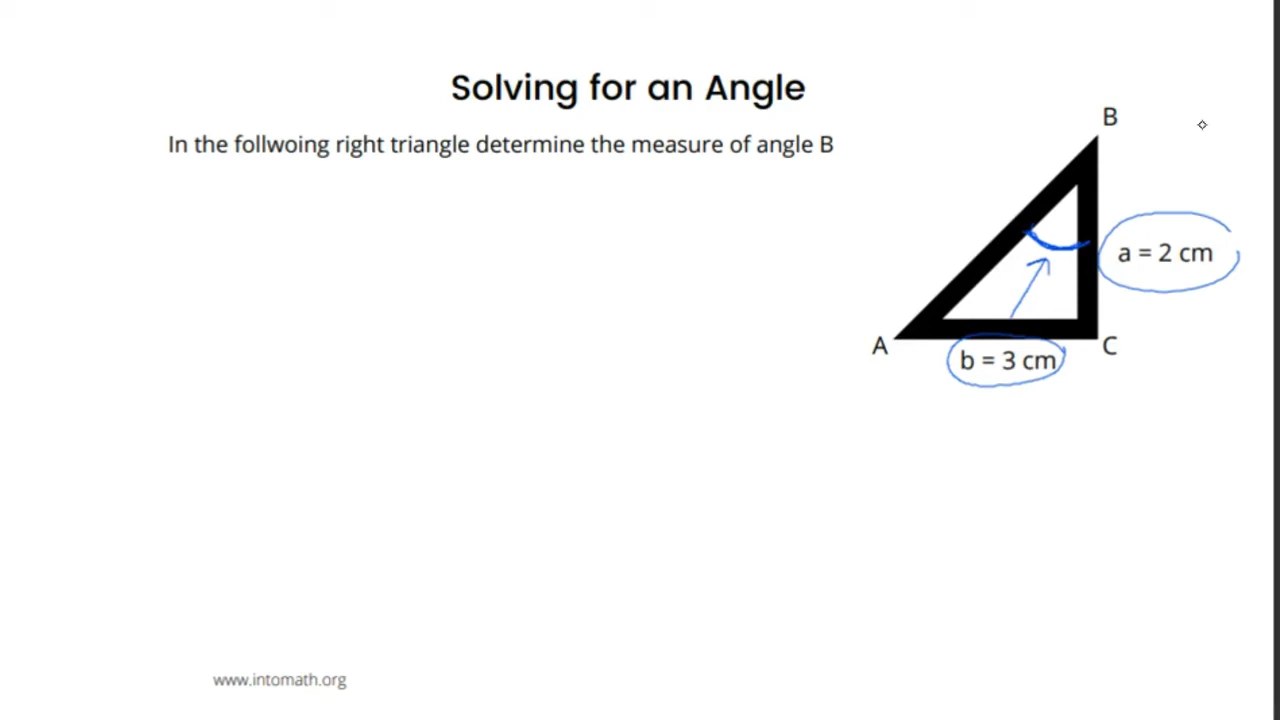 Solving for an Angle
In the follwoing right triangle determine the measure of angle B
B
a = 2 cm
A
C
b = 3 cm
www.intomath.org